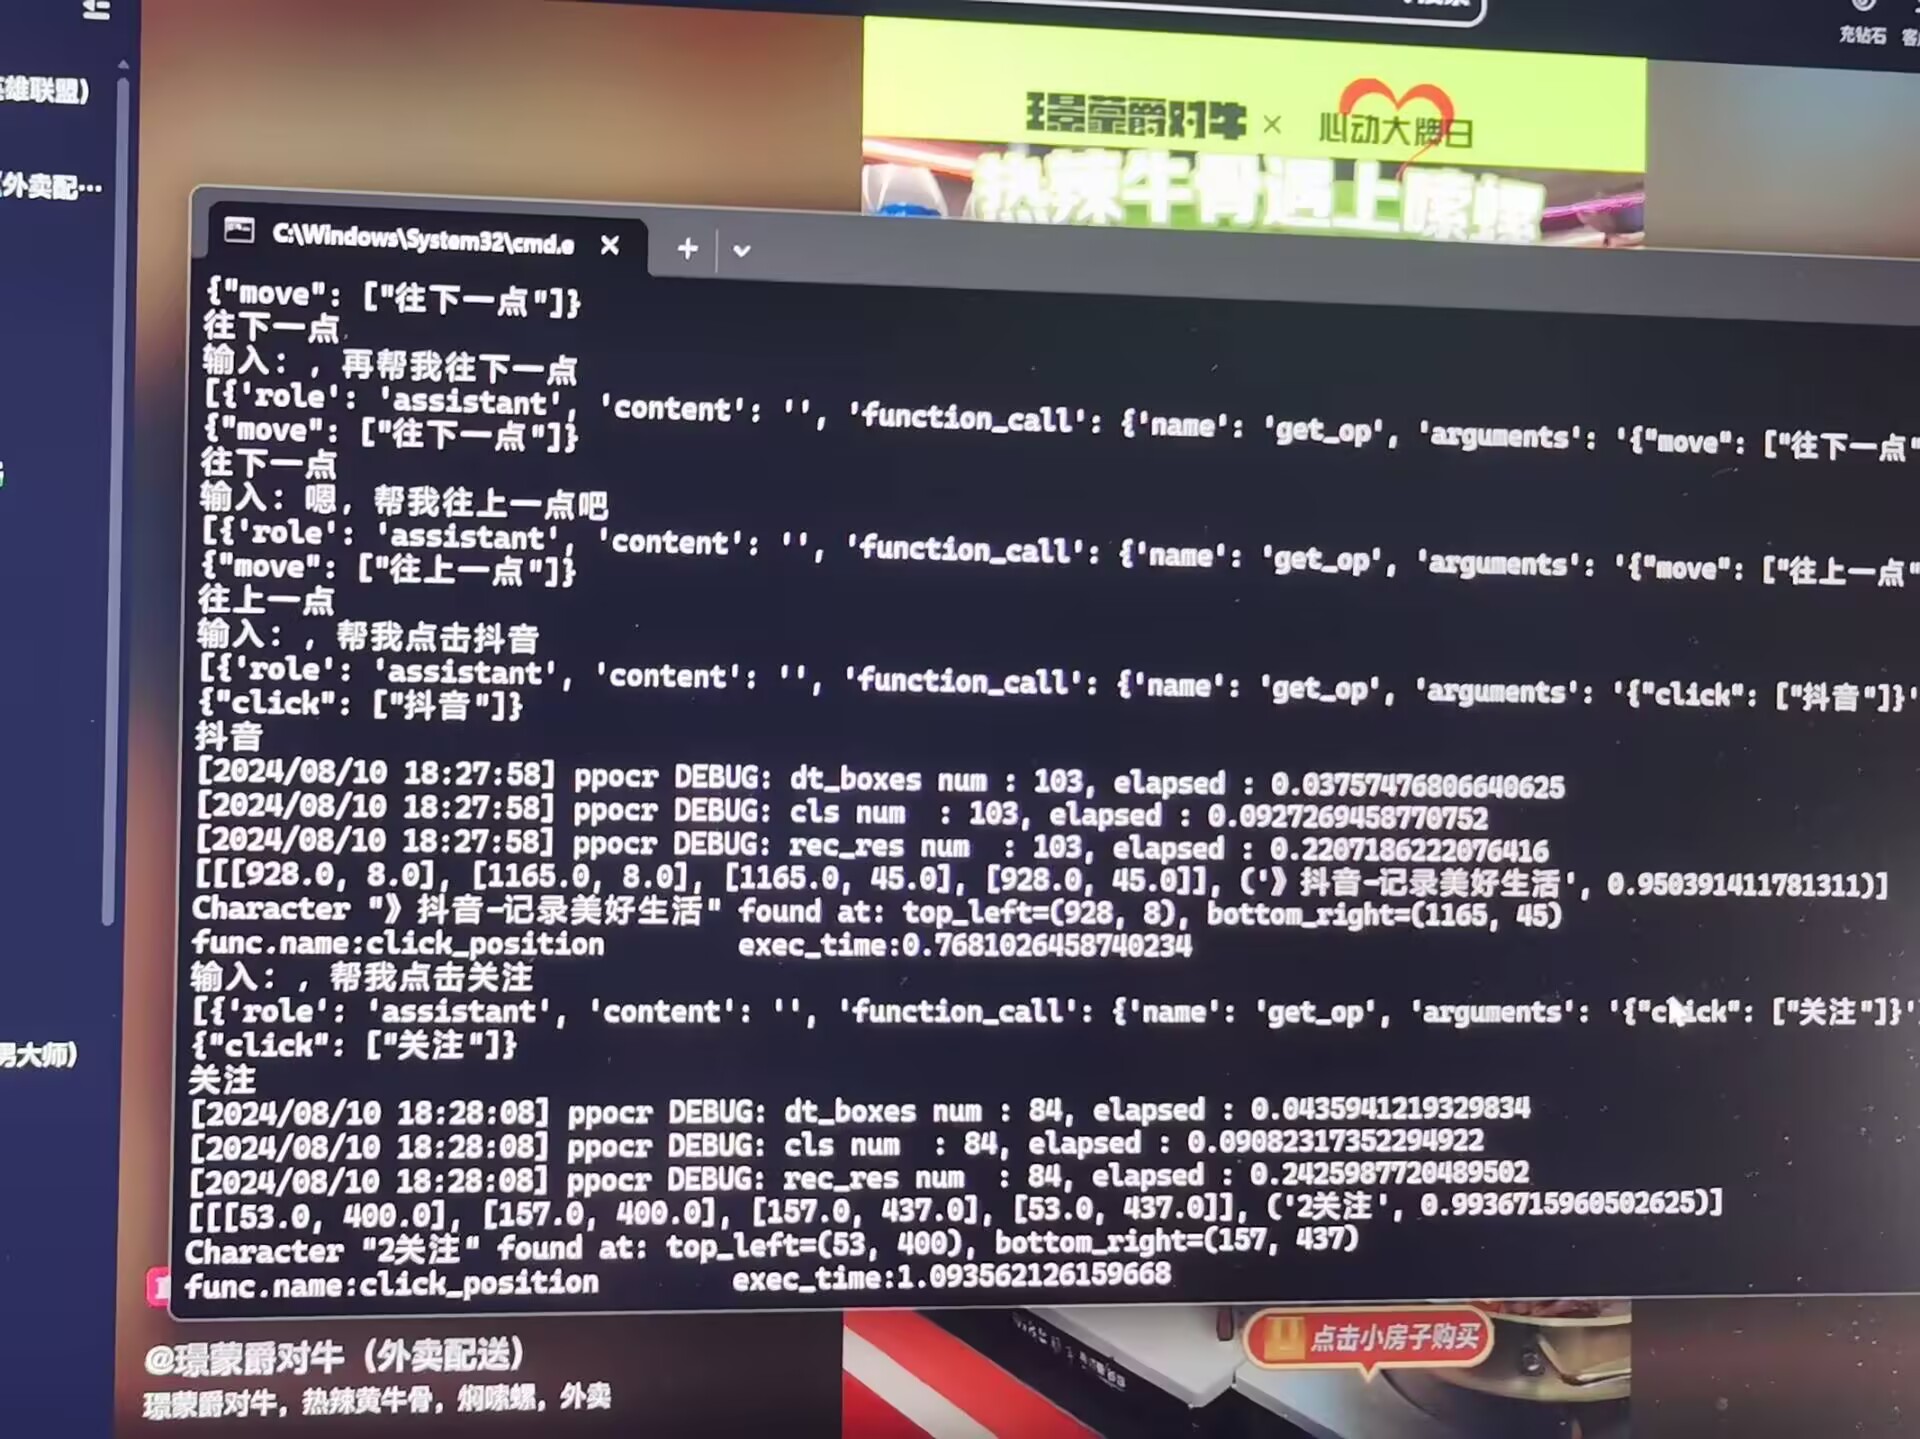 充钻石
雄联盟)
外卖配···
璟蒙爵对牛 × 心动大牌日
热辣牛骨遇上嗦螺
C:\Windows\System32\cmd.e
{"move": ["往下一点"]}
往下一点
输入: , 再帮我往下一点
[{'role': 'assistant', 'content': '', 'function_call': {'name': 'get_op', 'arguments': '{"move": ["往下一点"
{"move": ["往下一点"]}
往下一点
输入: 嗯, 帮我往上一点吧
[{'role': 'assistant', 'content': '', 'function_call': {'name': 'get_op', 'arguments': '{"move": ["往上一点"
{"move": ["往上一点"]}
往上一点
输入: , 帮我点击抖音
[{'role': 'assistant', 'content': '', 'function_call': {'name': 'get_op', 'arguments': '{"click": ["抖音"]}'
{"click": ["抖音"]}
抖音
[2024/08/10 18:27:58] ppocr DEBUG: dt_boxes num : 103, elapsed : 0.03757476806640625
[2024/08/10 18:27:58] ppocr DEBUG: cls num  : 103, elapsed : 0.0927269458770752
[2024/08/10 18:27:58] ppocr DEBUG: rec_res num  : 103, elapsed : 0.2207186222076416
[[[928.0, 8.0], [1165.0, 8.0], [1165.0, 45.0], [928.0, 45.0]], ('》抖音-记录美好生活', 0.950391411781311)]
Character "》抖音-记录美好生活" found at: top_left=(928, 8), bottom_right=(1165, 45)
func.name:click_position exec_time:0.7681026458740234
输入: , 帮我点击关注
[{'role': 'assistant', 'content': '', 'function_call': {'name': 'get_op', 'arguments': '{"click": ["关注"]}'
{"click": ["关注"]}
关注
[2024/08/10 18:28:08] ppocr DEBUG: dt_boxes num : 84, elapsed : 0.0435941219329834
[2024/08/10 18:28:08] ppocr DEBUG: cls num  : 84, elapsed : 0.09082317352294922
[2024/08/10 18:28:08] ppocr DEBUG: rec_res num  : 84, elapsed : 0.2425987720489502
[[[53.0, 400.0], [157.0, 400.0], [157.0, 437.0], [53.0, 437.0]], ('2关注', 0.9936715960502625)]
Character "2关注" found at: top_left=(53, 400), bottom_right=(157, 437)
func.name:click_position exec_time:1.093562126159668
男大师)
点击小房子购买
@璟蒙爵对牛（外卖配送）
璟蒙爵对牛, 热辣黄牛骨, 焖嗦螺, 外卖